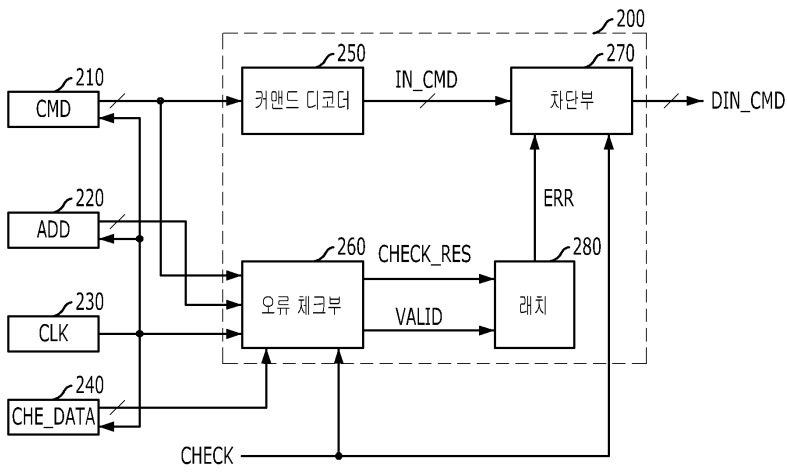 200
250
270
210
CMD
커맨드 디코더
IN_CMD
차단부
DIN_CMD
220
ADD
ERR
260
CHECK_RES
280
230
CLK
오류 체크부
VALID
래치
240
CHE_DATA
CHECK